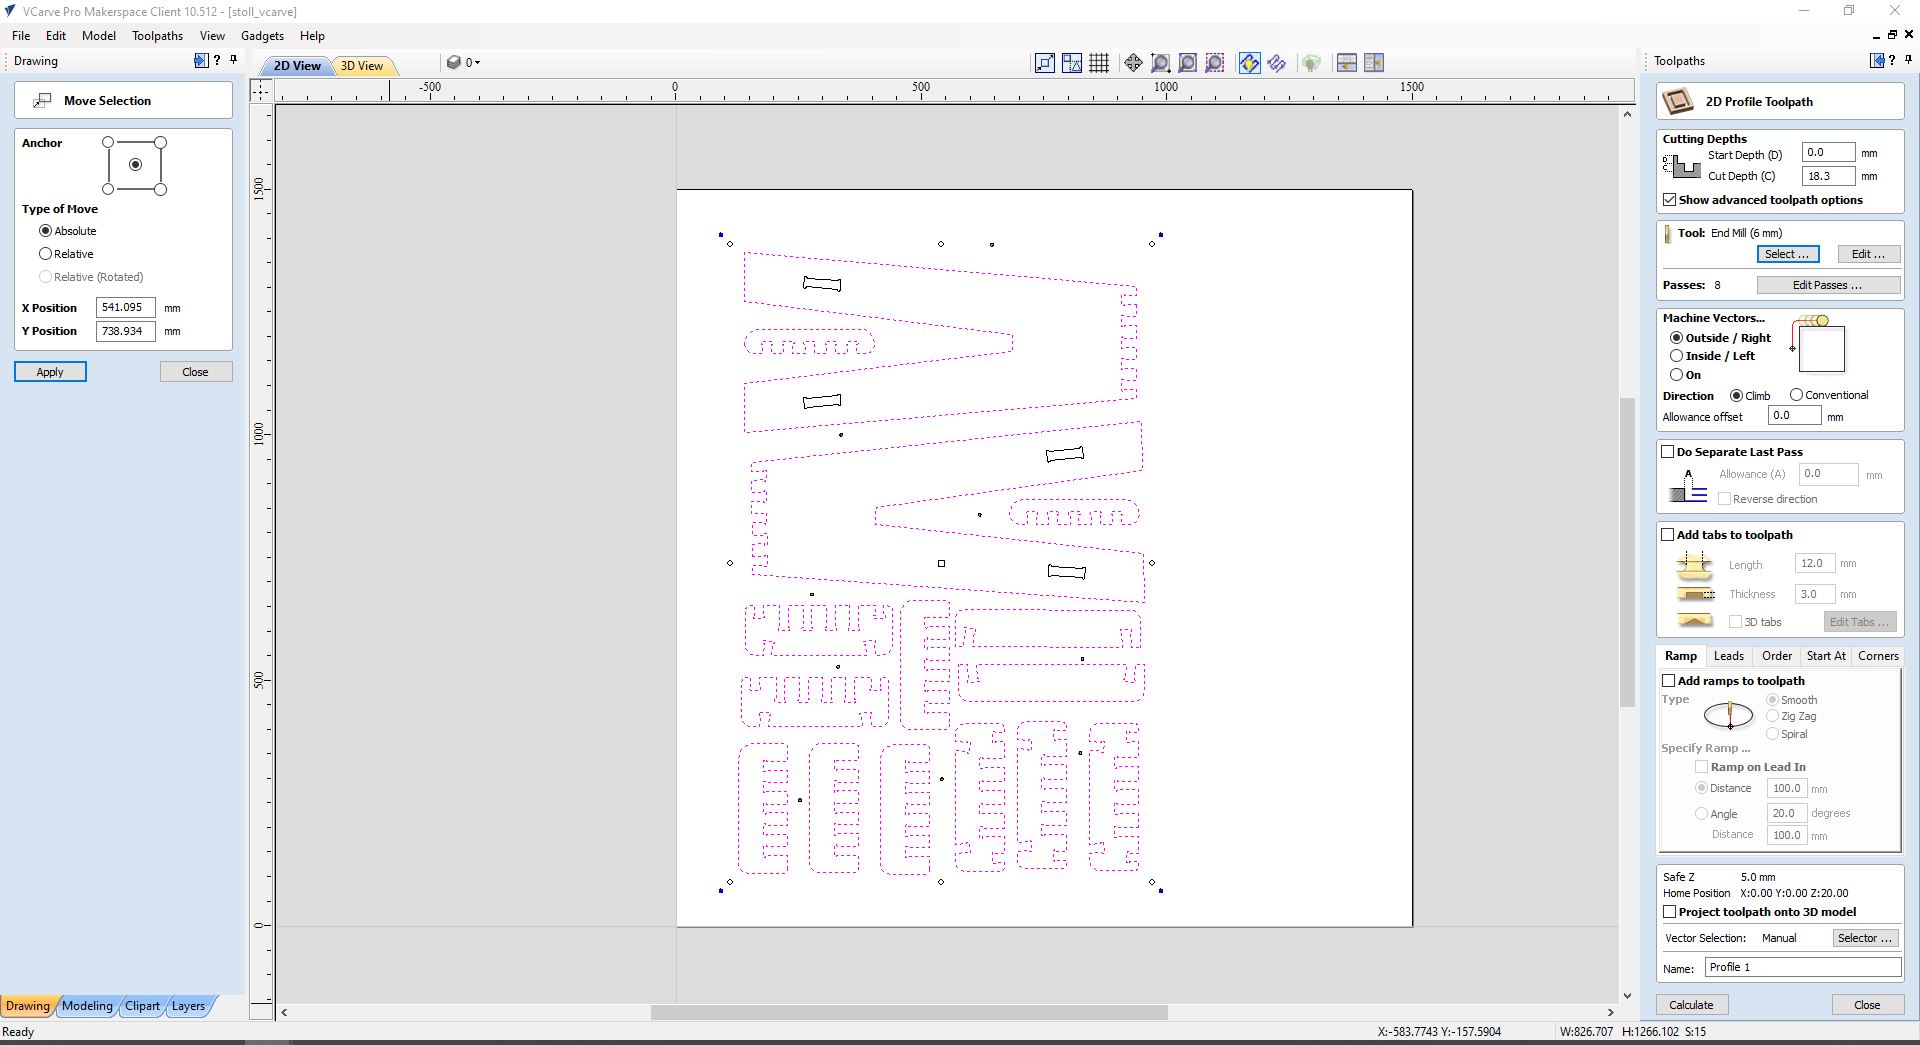 VCarve Pro Makerspace Client 10.512 - [stoll_vcarve]
File Edit Model Toolpaths View Gadgets Help
Drawing
Move Selection
Anchor
Type of Move
Absolute
Relative
Relative (Rotated)
X Position 541.095 mm
Y Position 738.934 mm
Apply Close
Drawing Modeling Clipart Layers
Ready
2D View 3D View 0
-500 0 500 1000 1500
1500
1000
500
0
Toolpaths
2D Profile Toolpath
Cutting Depths
Start Depth (D) 0.0 mm
Cut Depth (C) 18.3 mm
Show advanced toolpath options
Tool: End Mill (6 mm)
Select ... Edit ...
Passes: 8 Edit Passes ...
Machine Vectors...
Outside / Right
Inside / Left
On
Direction Climb Conventional
Allowance offset 0.0 mm
Do Separate Last Pass
A Allowance (A) 0.0 mm
Reverse direction
Add tabs to toolpath
Length 12.0 mm
Thickness 3.0 mm
3D tabs Edit Tabs ...
Ramp Leads Order Start At Corners
Add ramps to toolpath
Type Smooth
Zig Zag
Spiral
Specify Ramp ...
Ramp on Lead In
Distance 100.0 mm
Angle 20.0 degrees
Distance 100.0 mm
Safe Z 5.0 mm
Home Position X:0.00 Y:0.00 Z:20.00
Project toolpath onto 3D model
Vector Selection: Manual Selector ...
Name: Profile 1
Calculate Close
X:-583.7743 Y:-157.5904 W:826.707 H:1266.102 S:15